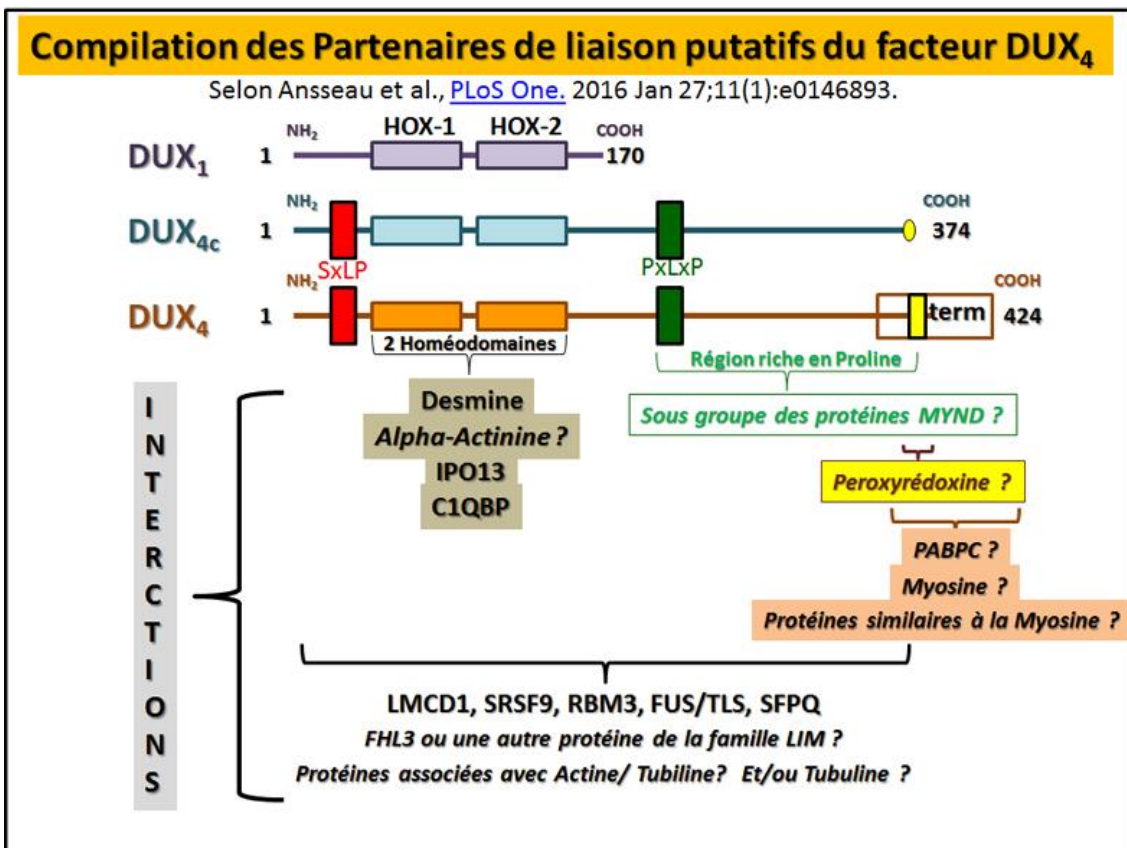 Compilation des Partenaires de liaison putatifs du facteur DUX4
Selon Ansseau et al., PLoS One. 2016 Jan 27;11(1):e0146893.
NH2 HOX-1 HOX-2 COOH
DUX1 1 170
NH2 COOH
DUX4c 1 374
SxLP PxLxP
NH2 COOH
DUX4 1 term 424
2 Homéodomaines
Région riche en Proline
INTERCTIONS
Desmine
Alpha-Actinine ?
IPO13
C1QBP
Sous groupe des protéines MYND ?
Peroxyrédoxine ?
PABPC ?
Myosine ?
Protéines similaires à la Myosine ?
LMCD1, SRSF9, RBM3, FUS/TLS, SFPQ
FHL3 ou une autre protéine de la famille LIM ?
Protéines associées avec Actine/ Tubiline? Et/ou Tubuline ?